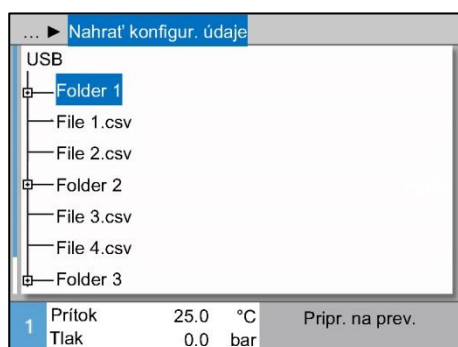 ... ► Nahrať konfigur. údaje
USB
Folder 1
File 1.csv
File 2.csv
Folder 2
File 3.csv
File 4.csv
Folder 3
1 Prítok 25.0 °C Pripr. na prev.
Tlak 0.0 bar